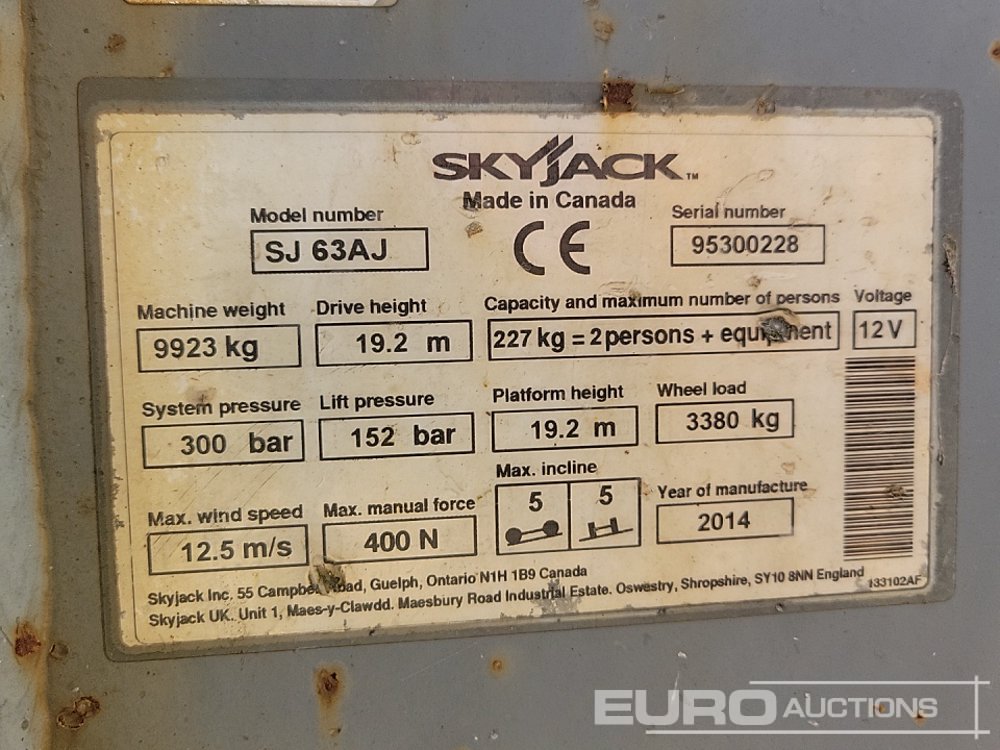 SKYJACK™
Made in Canada
CE
Model number
SJ 63AJ
Serial number
95300228
Machine weight
9923 kg
Drive height
19.2 m
Capacity and maximum number of persons
227 kg = 2 persons + equipment
Voltage
12 V
System pressure
300 bar
Lift pressure
152 bar
Platform height
19.2 m
Wheel load
3380 kg
Max. wind speed
12.5 m/s
Max. manual force
400 N
Max. incline
5 5
Year of manufacture
2014
Skyjack Inc. 55 Campbell Road, Guelph, Ontario N1H 1B9 Canada
Skyjack UK. Unit 1, Maes-y-Clawdd. Maesbury Road Industrial Estate. Oswestry, Shropshire, SY10 8NN England
133102AF
EURO AUCTIONS